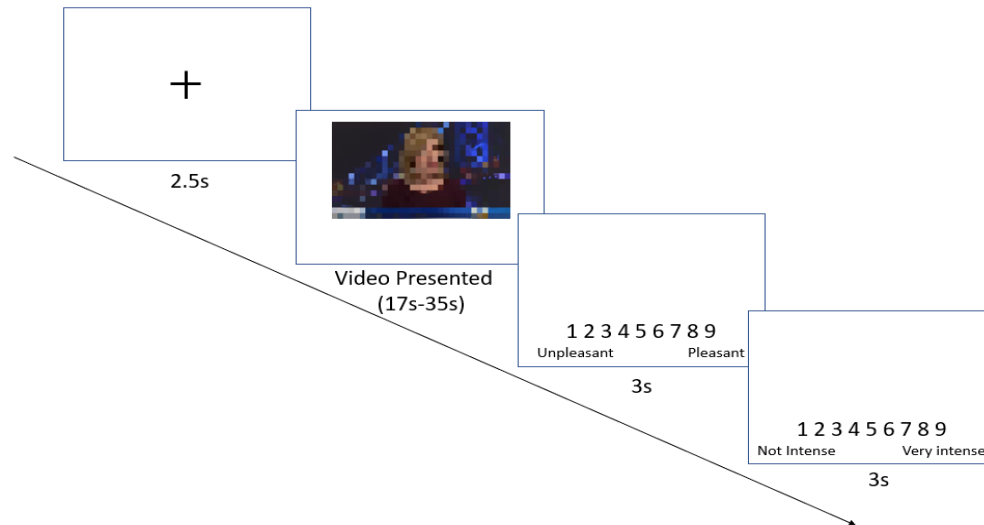 +
2.5s
Video Presented
(17s-35s)
1 2 3 4 5 6 7 8 9
Unpleasant Pleasant
3s
1 2 3 4 5 6 7 8 9
Not Intense Very intense
3s